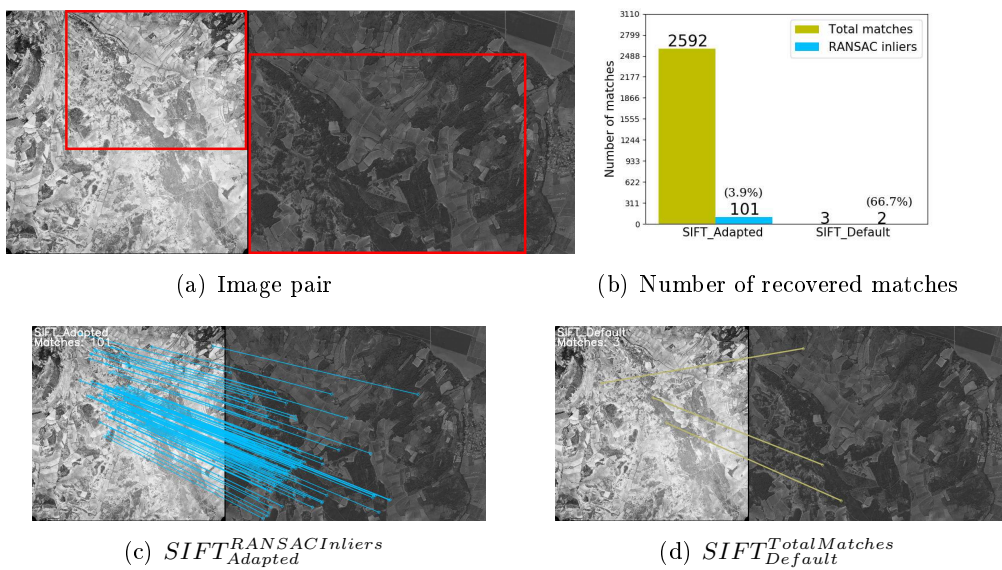 3110
2799
2488
2177
1866
1555
1244
933
622
311
0
Number of matches
2592
Total matches
RANSAC inliers
(3.9%)
101
3
(66.7%)
2
SIFT_Adapted
SIFT_Default
(a) Image pair
(b) Number of recovered matches
SIFT_Adapted
Matches: 101
SIFT_Default
Matches: 3
(c) SIFT^{RANSACInliers}_{Adapted}
(d) SIFT^{TotalMatches}_{Default}